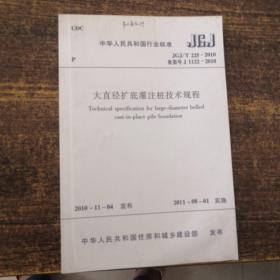 UDC
中华人民共和国行业标准
JGJ
P
JGJ/T 225-2010
备案号 J 1122-2010
大直径扩底灌注桩技术规程
Technical specification for large-diameter belled
cast-in-place pile foundation
2010-11-04 发布
2011-08-01 实施
中华人民共和国住房和城乡建设部 发布